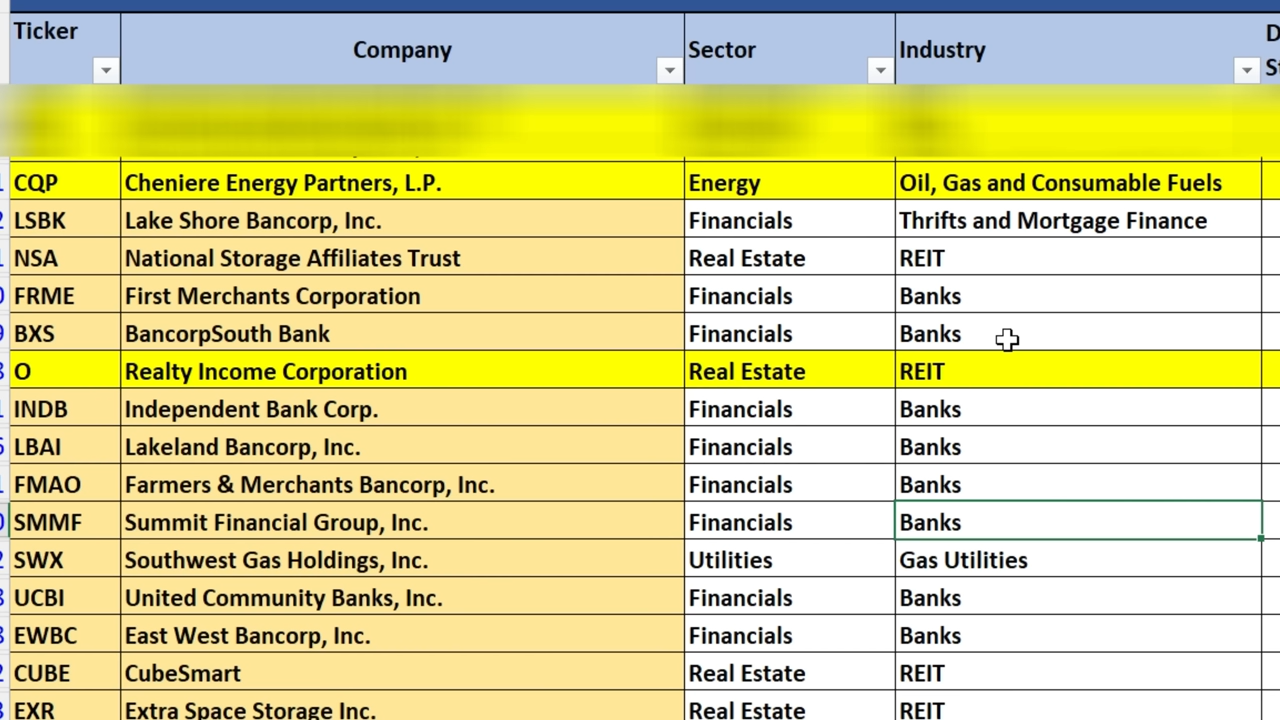 Ticker Company Sector Industry
CQP Cheniere Energy Partners, L.P. Energy Oil, Gas and Consumable Fuels
LSBK Lake Shore Bancorp, Inc. Financials Thrifts and Mortgage Finance
NSA National Storage Affiliates Trust Real Estate REIT
FRME First Merchants Corporation Financials Banks
BXS BancorpSouth Bank Financials Banks
O Realty Income Corporation Real Estate REIT
INDB Independent Bank Corp. Financials Banks
LBAI Lakeland Bancorp, Inc. Financials Banks
FMAO Farmers & Merchants Bancorp, Inc. Financials Banks
SMMF Summit Financial Group, Inc. Financials Banks
SWX Southwest Gas Holdings, Inc. Utilities Gas Utilities
UCBI United Community Banks, Inc. Financials Banks
EWBC East West Bancorp, Inc. Financials Banks
CUBE CubeSmart Real Estate REIT
EXR Extra Space Storage Inc. Real Estate REIT